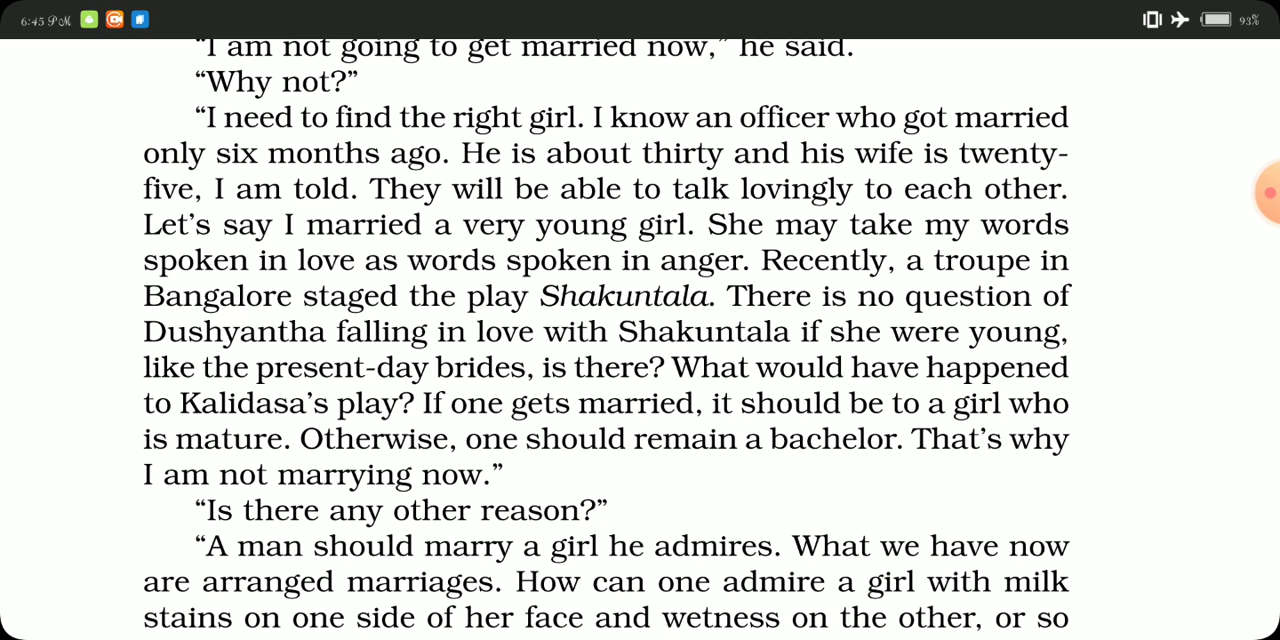 6:45 PM 93%
“I am not going to get married now,” he said.
“Why not?”
“I need to find the right girl. I know an officer who got married
only six months ago. He is about thirty and his wife is twenty-
five, I am told. They will be able to talk lovingly to each other.
Let’s say I married a very young girl. She may take my words
spoken in love as words spoken in anger. Recently, a troupe in
Bangalore staged the play Shakuntala. There is no question of
Dushyantha falling in love with Shakuntala if she were young,
like the present-day brides, is there? What would have happened
to Kalidasa’s play? If one gets married, it should be to a girl who
is mature. Otherwise, one should remain a bachelor. That’s why
I am not marrying now.”
“Is there any other reason?”
“A man should marry a girl he admires. What we have now
are arranged marriages. How can one admire a girl with milk
stains on one side of her face and wetness on the other, or so